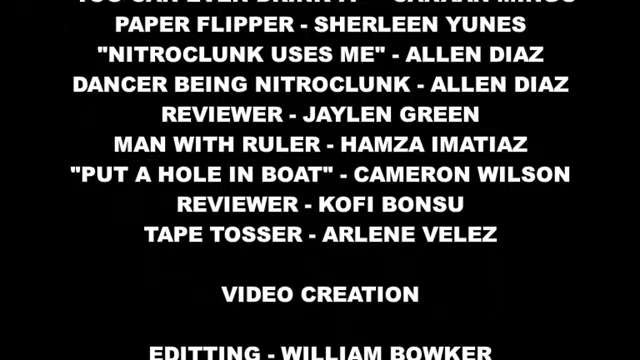 PAPER FLIPPER - SHERLEEN YUNES
"NITROCLUNK USES ME" - ALLEN DIAZ
DANCER BEING NITROCLUNK - ALLEN DIAZ
REVIEWER - JAYLEN GREEN
MAN WITH RULER - HAMZA IMATIAZ
"PUT A HOLE IN BOAT" - CAMERON WILSON
REVIEWER - KOFI BONSU
TAPE TOSSER - ARLENE VELEZ
VIDEO CREATION
EDITTING - WILLIAM BOWKER